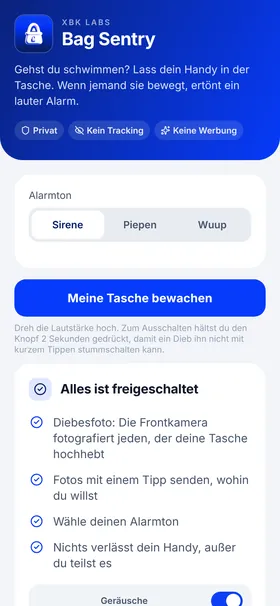 XBK LABS
Bag Sentry
Gehst du schwimmen? Lass dein Handy in der
Tasche. Wenn jemand sie bewegt, ertönt ein
lauter Alarm.
Privat
Kein Tracking
Keine Werbung
Alarmton
Sirene
Piepen
Wuup
Meine Tasche bewachen
Dreh die Lautstärke hoch. Zum Ausschalten hältst du den
Knopf 2 Sekunden gedrückt, damit ein Dieb ihn nicht mit
kurzem Tippen stummschalten kann.
Alles ist freigeschaltet
Diebesfoto: Die Frontkamera
fotografiert jeden, der deine Tasche
hochhebt
Fotos mit einem Tipp senden, wohin
du willst
Wähle deinen Alarmton
Nichts verlässt dein Handy, außer
du teilst es
Geräusche